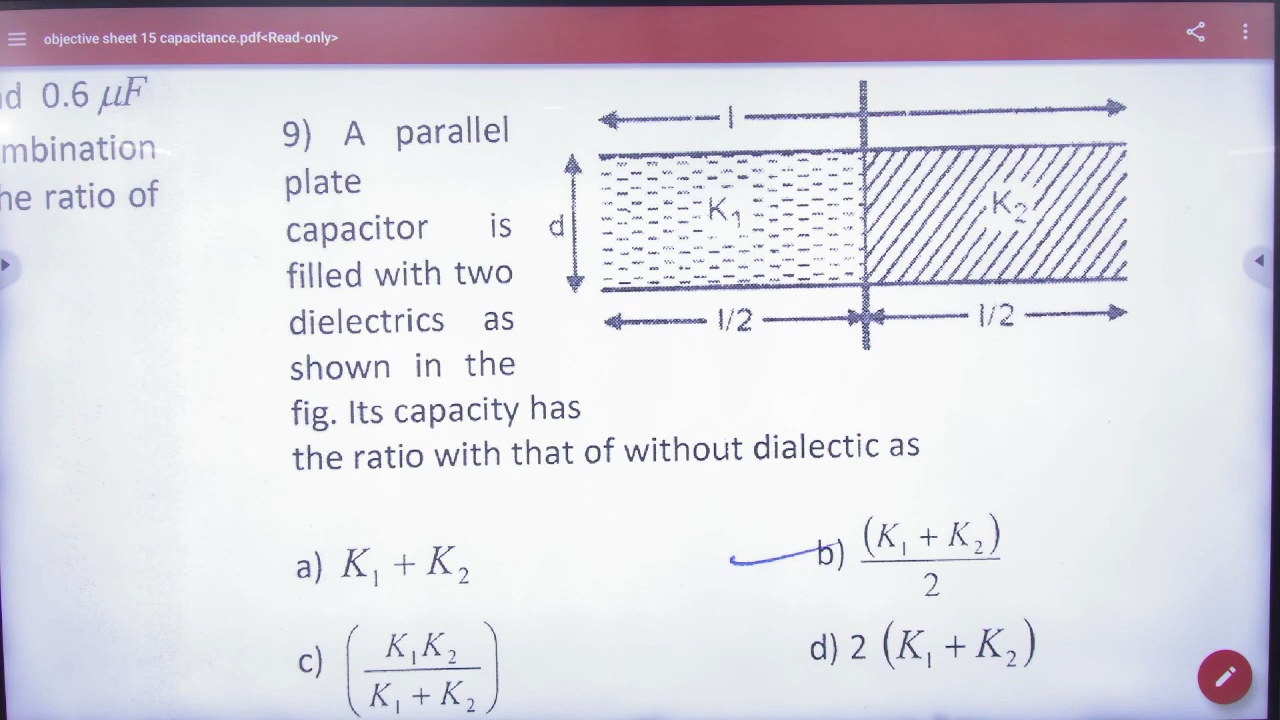 objective sheet 15 capacitance.pdf<Read-only>
nd 0.6 μF
mbination
he ratio of
9) A parallel
plate
capacitor is
filled with two
dielectrics as
shown in the
fig. Its capacity has
the ratio with that of without dialectic as
l
d
K₁
K₂
l/2
l/2
a) K₁ + K₂
b) (K₁ + K₂)/2
c) (K₁K₂/(K₁ + K₂))
d) 2 (K₁ + K₂)